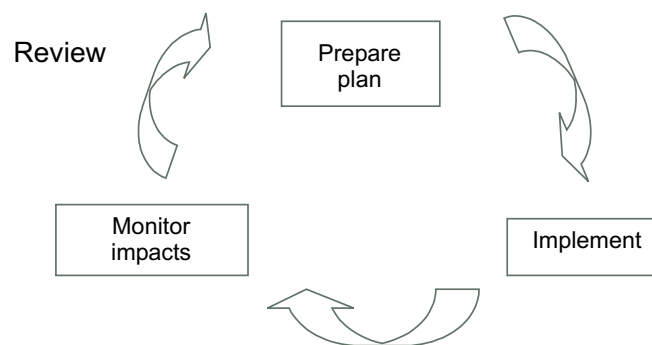 Review
Prepare
plan
Monitor
impacts
Implement